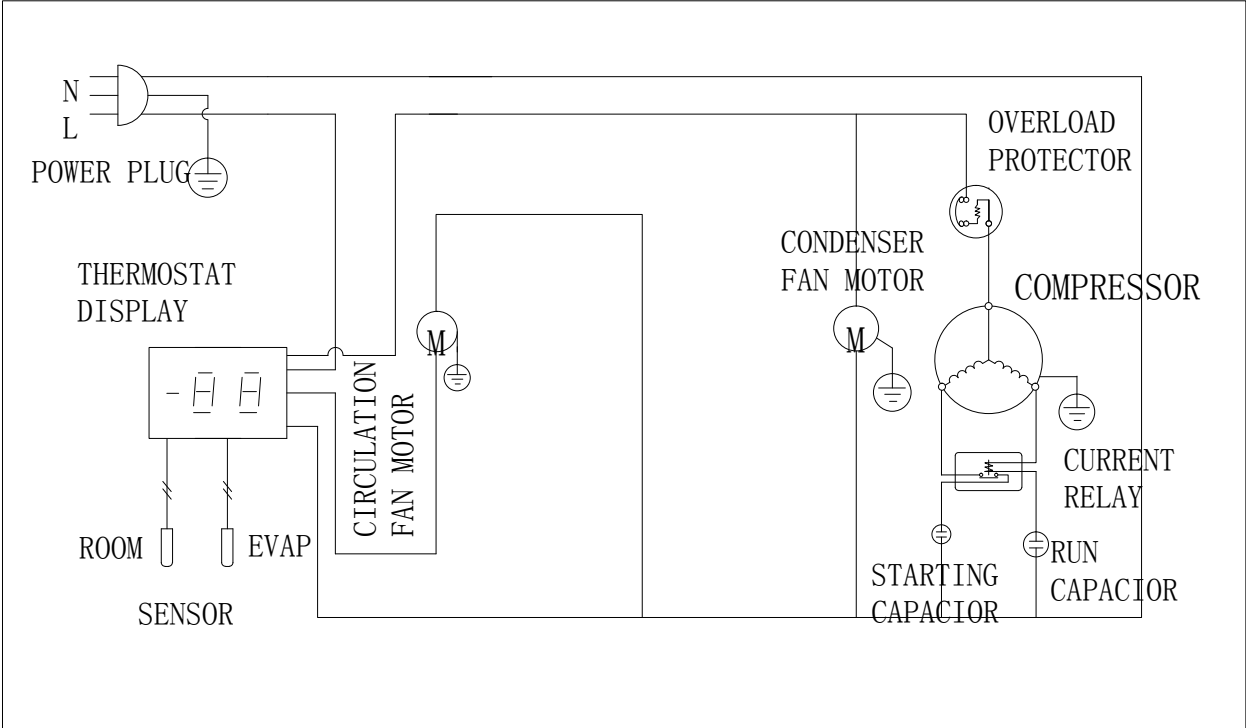 N
L
POWER PLUG
OVERLOAD
PROTECTOR
CONDENSER
FAN MOTOR
COMPRESSOR
THERMOSTAT
DISPLAY
M
M
-88
CIRCULATION
FAN MOTOR
CURRENT
RELAY
ROOM
EVAP
SENSOR
STARTING
CAPACIOR
RUN
CAPACIOR